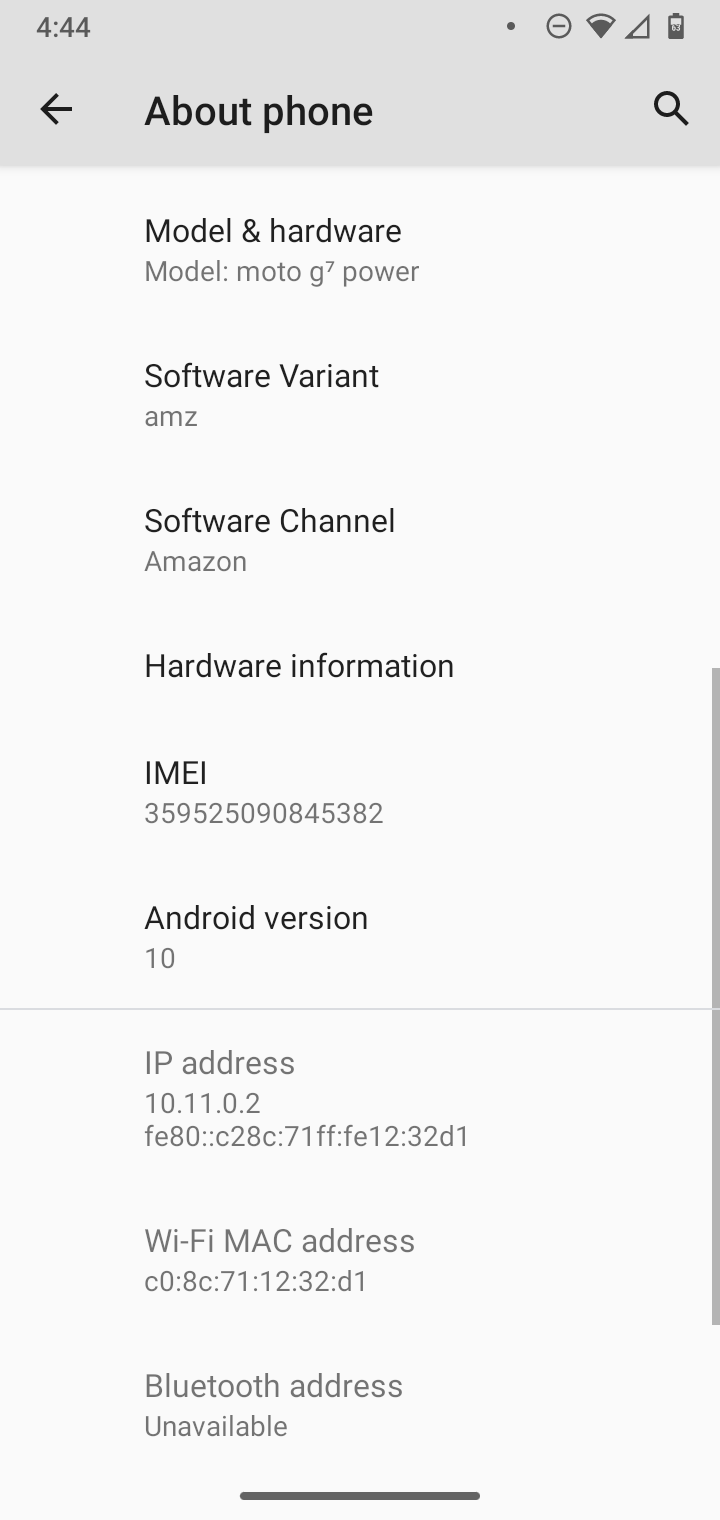 4:44
About phone
Model & hardware
Model: moto g⁷ power
Software Variant
amz
Software Channel
Amazon
Hardware information
IMEI
359525090845382
Android version
10
IP address
10.11.0.2
fe80::c28c:71ff:fe12:32d1
Wi-Fi MAC address
c0:8c:71:12:32:d1
Bluetooth address
Unavailable